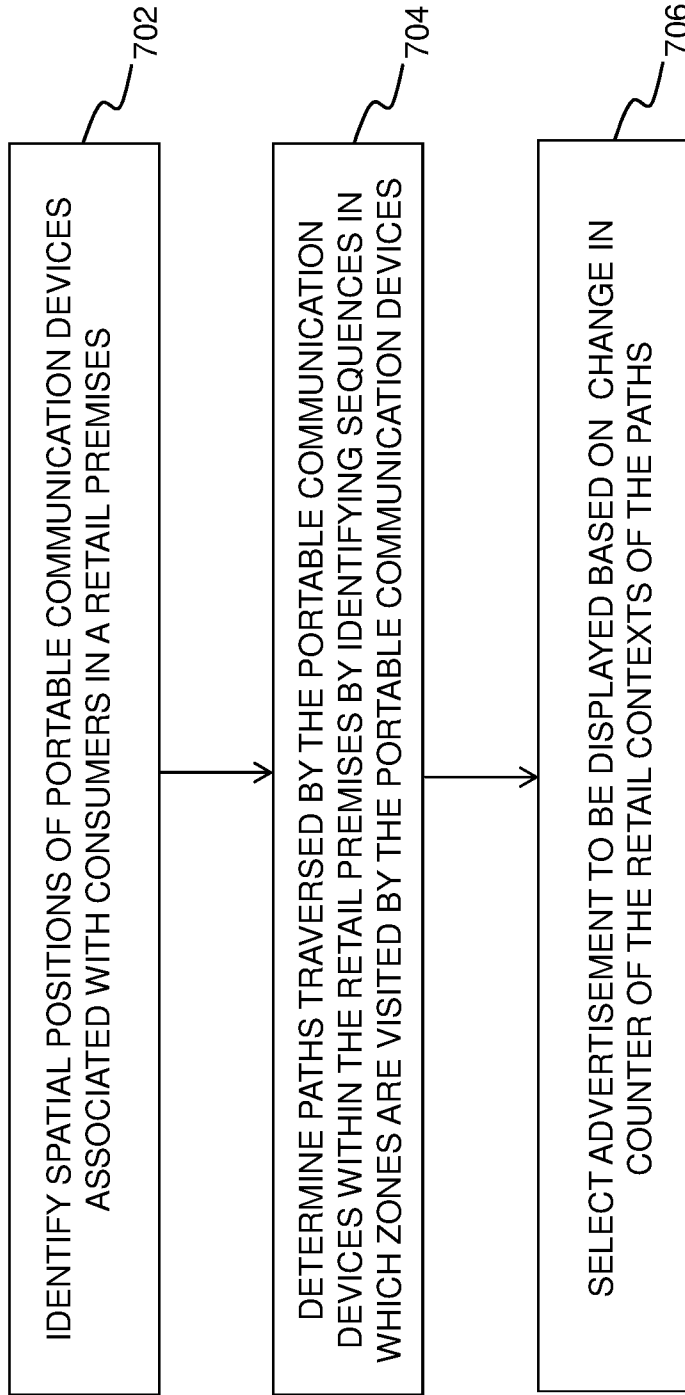 IDENTIFY SPATIAL POSITIONS OF PORTABLE COMMUNICATION DEVICES
ASSOCIATED WITH CONSUMERS IN A RETAIL PREMISES
702
DETERMINE PATHS TRAVERSED BY THE PORTABLE COMMUNICATION
DEVICES WITHIN THE RETAIL PREMISES BY IDENTIFYING SEQUENCES IN
WHICH ZONES ARE VISITED BY THE PORTABLE COMMUNICATION DEVICES
704
SELECT ADVERTISEMENT TO BE DISPLAYED BASED ON CHANGE IN
COUNTER OF THE RETAIL CONTEXTS OF THE PATHS
706